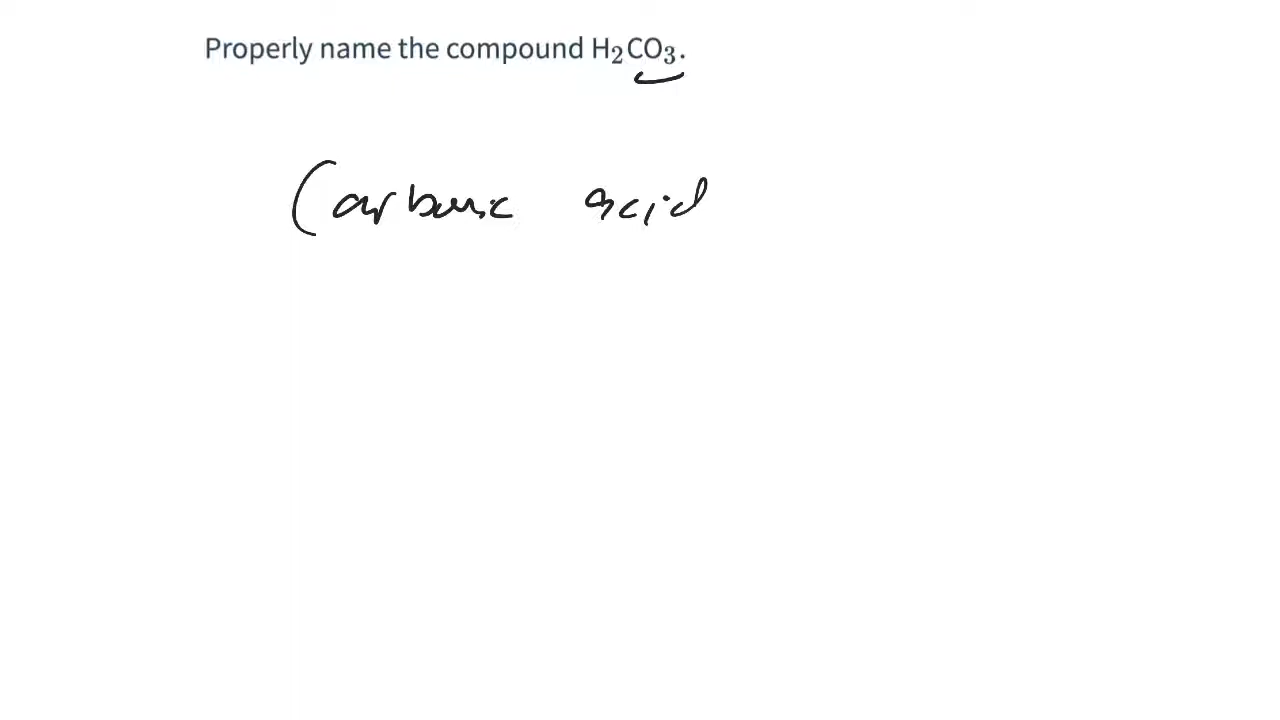 Properly name the compound H₂CO₃.
Carbonic acid